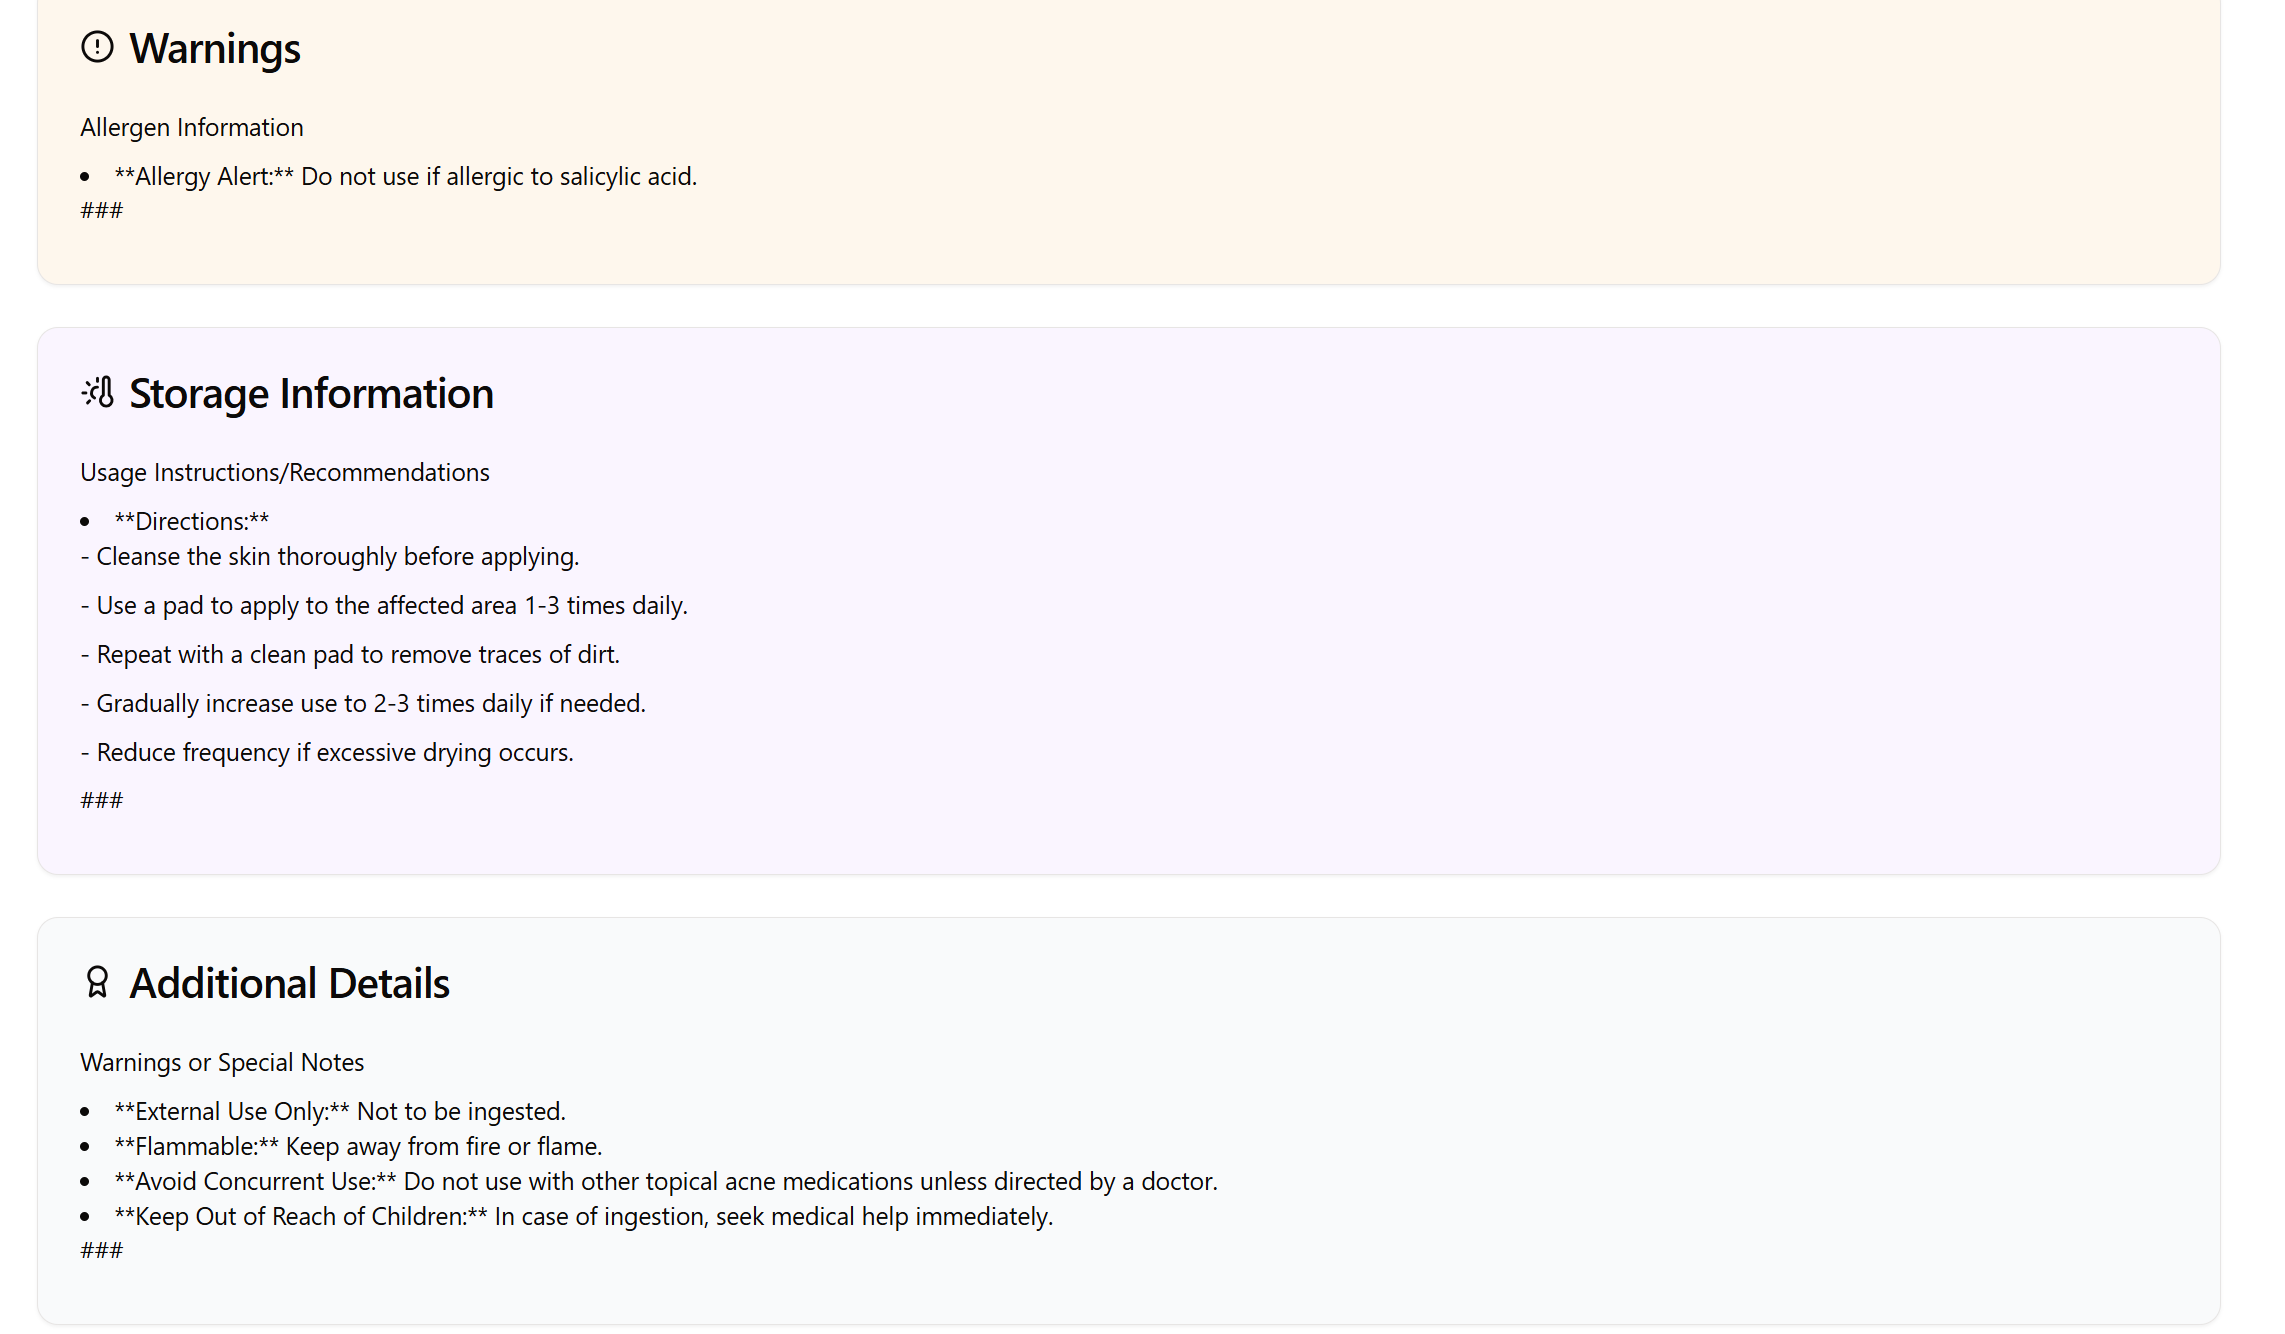 Warnings
Allergen Information
• **Allergy Alert:** Do not use if allergic to salicylic acid.
###
Storage Information
Usage Instructions/Recommendations
• **Directions:**
- Cleanse the skin thoroughly before applying.
- Use a pad to apply to the affected area 1-3 times daily.
- Repeat with a clean pad to remove traces of dirt.
- Gradually increase use to 2-3 times daily if needed.
- Reduce frequency if excessive drying occurs.
###
Additional Details
Warnings or Special Notes
• **External Use Only:** Not to be ingested.
• **Flammable:** Keep away from fire or flame.
• **Avoid Concurrent Use:** Do not use with other topical acne medications unless directed by a doctor.
• **Keep Out of Reach of Children:** In case of ingestion, seek medical help immediately.
###